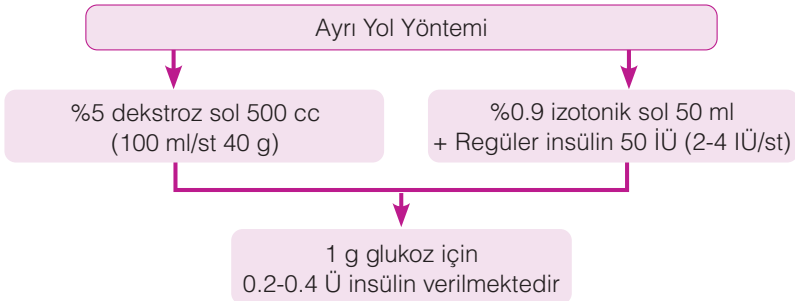 Ayrı Yol Yöntemi
%5 dekstroz sol 500 cc
(100 ml/st 40 g)
%0.9 izotonik sol 50 ml
+ Regüler insülin 50 İÜ (2-4 IÜ/st)
1 g glukoz için
0.2-0.4 Ü insülin verilmektedir